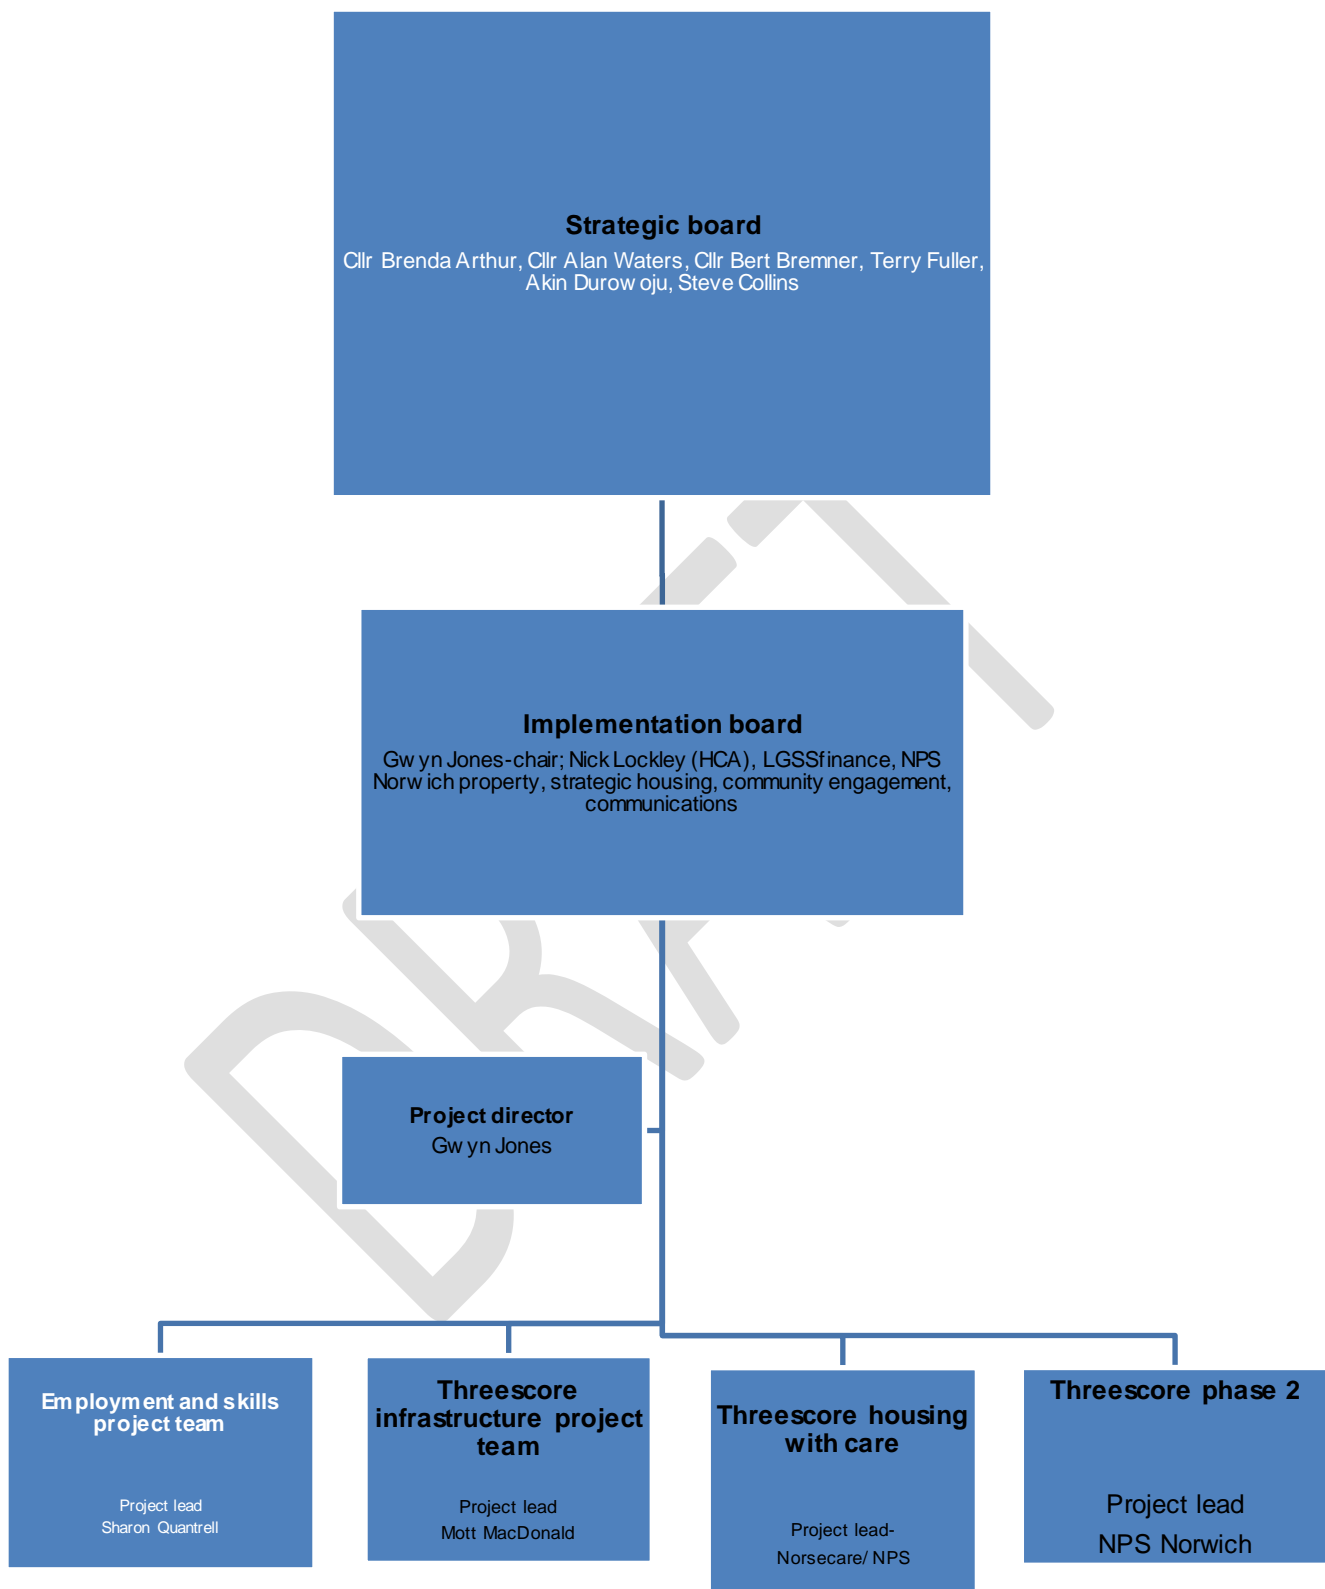 Strategic board
Cllr Brenda Arthur, Cllr Alan Waters, Cllr Bert Bremner, Terry Fuller,
Akin Durowoju, Steve Collins
Implementation board
Gwyn Jones-chair; Nick Lockley (HCA), LGSSfinance, NPS
Norwich property, strategic housing, community engagement,
communications
Project director
Gwyn Jones
Employment and skills
project team
Project lead
Sharon Quantrell
Threescore
infrastructure project
team
Project lead
Mott MacDonald
Threescore housing
with care
Project lead-
Norsecare/ NPS
Threescore phase 2
Project lead
NPS Norwich
DRAFT